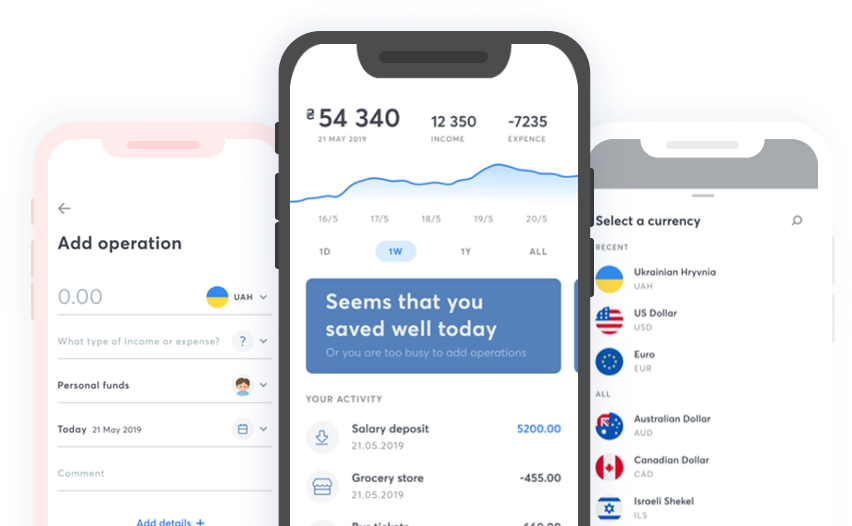 Add operation
0.00
UAH
What type of income or expense?
?
Personal funds
Today 21 May 2019
Comment
Add details +
₴ 54 340
21 MAY 2019
12 350
INCOME
-7235
EXPENCE
16/5 17/5 18/5 19/5 20/5
1D 1W 1Y ALL
Seems that you
saved well today
Or you are too busy to add operations
YOUR ACTIVITY
Salary deposit 5200.00
21.05.2019
Grocery store -455.00
21.05.2019
Select a currency
RECENT
Ukrainian Hryvnia
UAH
US Dollar
USD
Euro
EUR
ALL
Australian Dollar
AUD
Canadian Dollar
CAD
Israeli Shekel
ILS